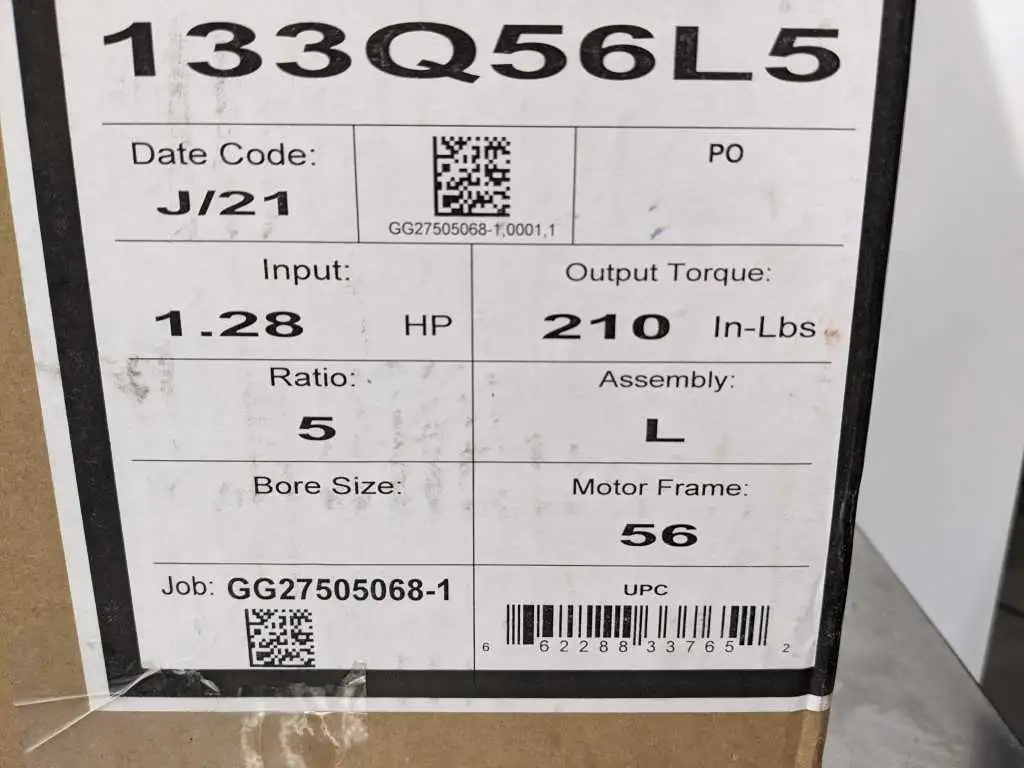 133Q56L5
Date Code:
J/21
GG27505068-1,0001,1
PO
Input:
1.28 HP
Output Torque:
210 In-Lbs
Ratio:
5
Assembly:
L
Bore Size:
Motor Frame:
56
Job: GG27505068-1
UPC
6 62288 33765 2